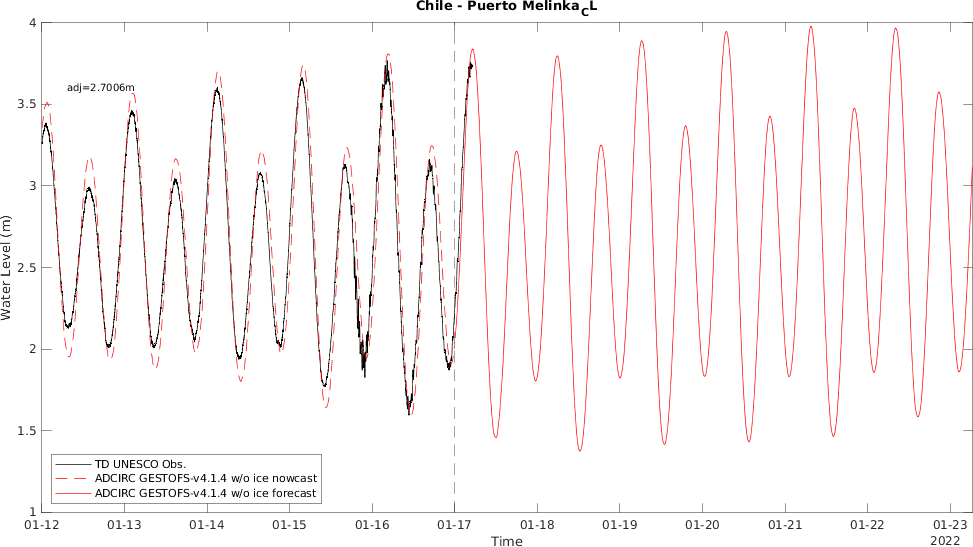 Chile - Puerto Melinka_CL
adj=2.7006m
4
3.5
3
2.5
2
1.5
1
Water Level (m)
TD UNESCO Obs.
ADCIRC GESTOFS-v4.1.4 w/o ice nowcast
ADCIRC GESTOFS-v4.1.4 w/o ice forecast
01-12 01-13 01-14 01-15 01-16 01-17 01-18 01-19 01-20 01-21 01-22 01-23
Time
2022